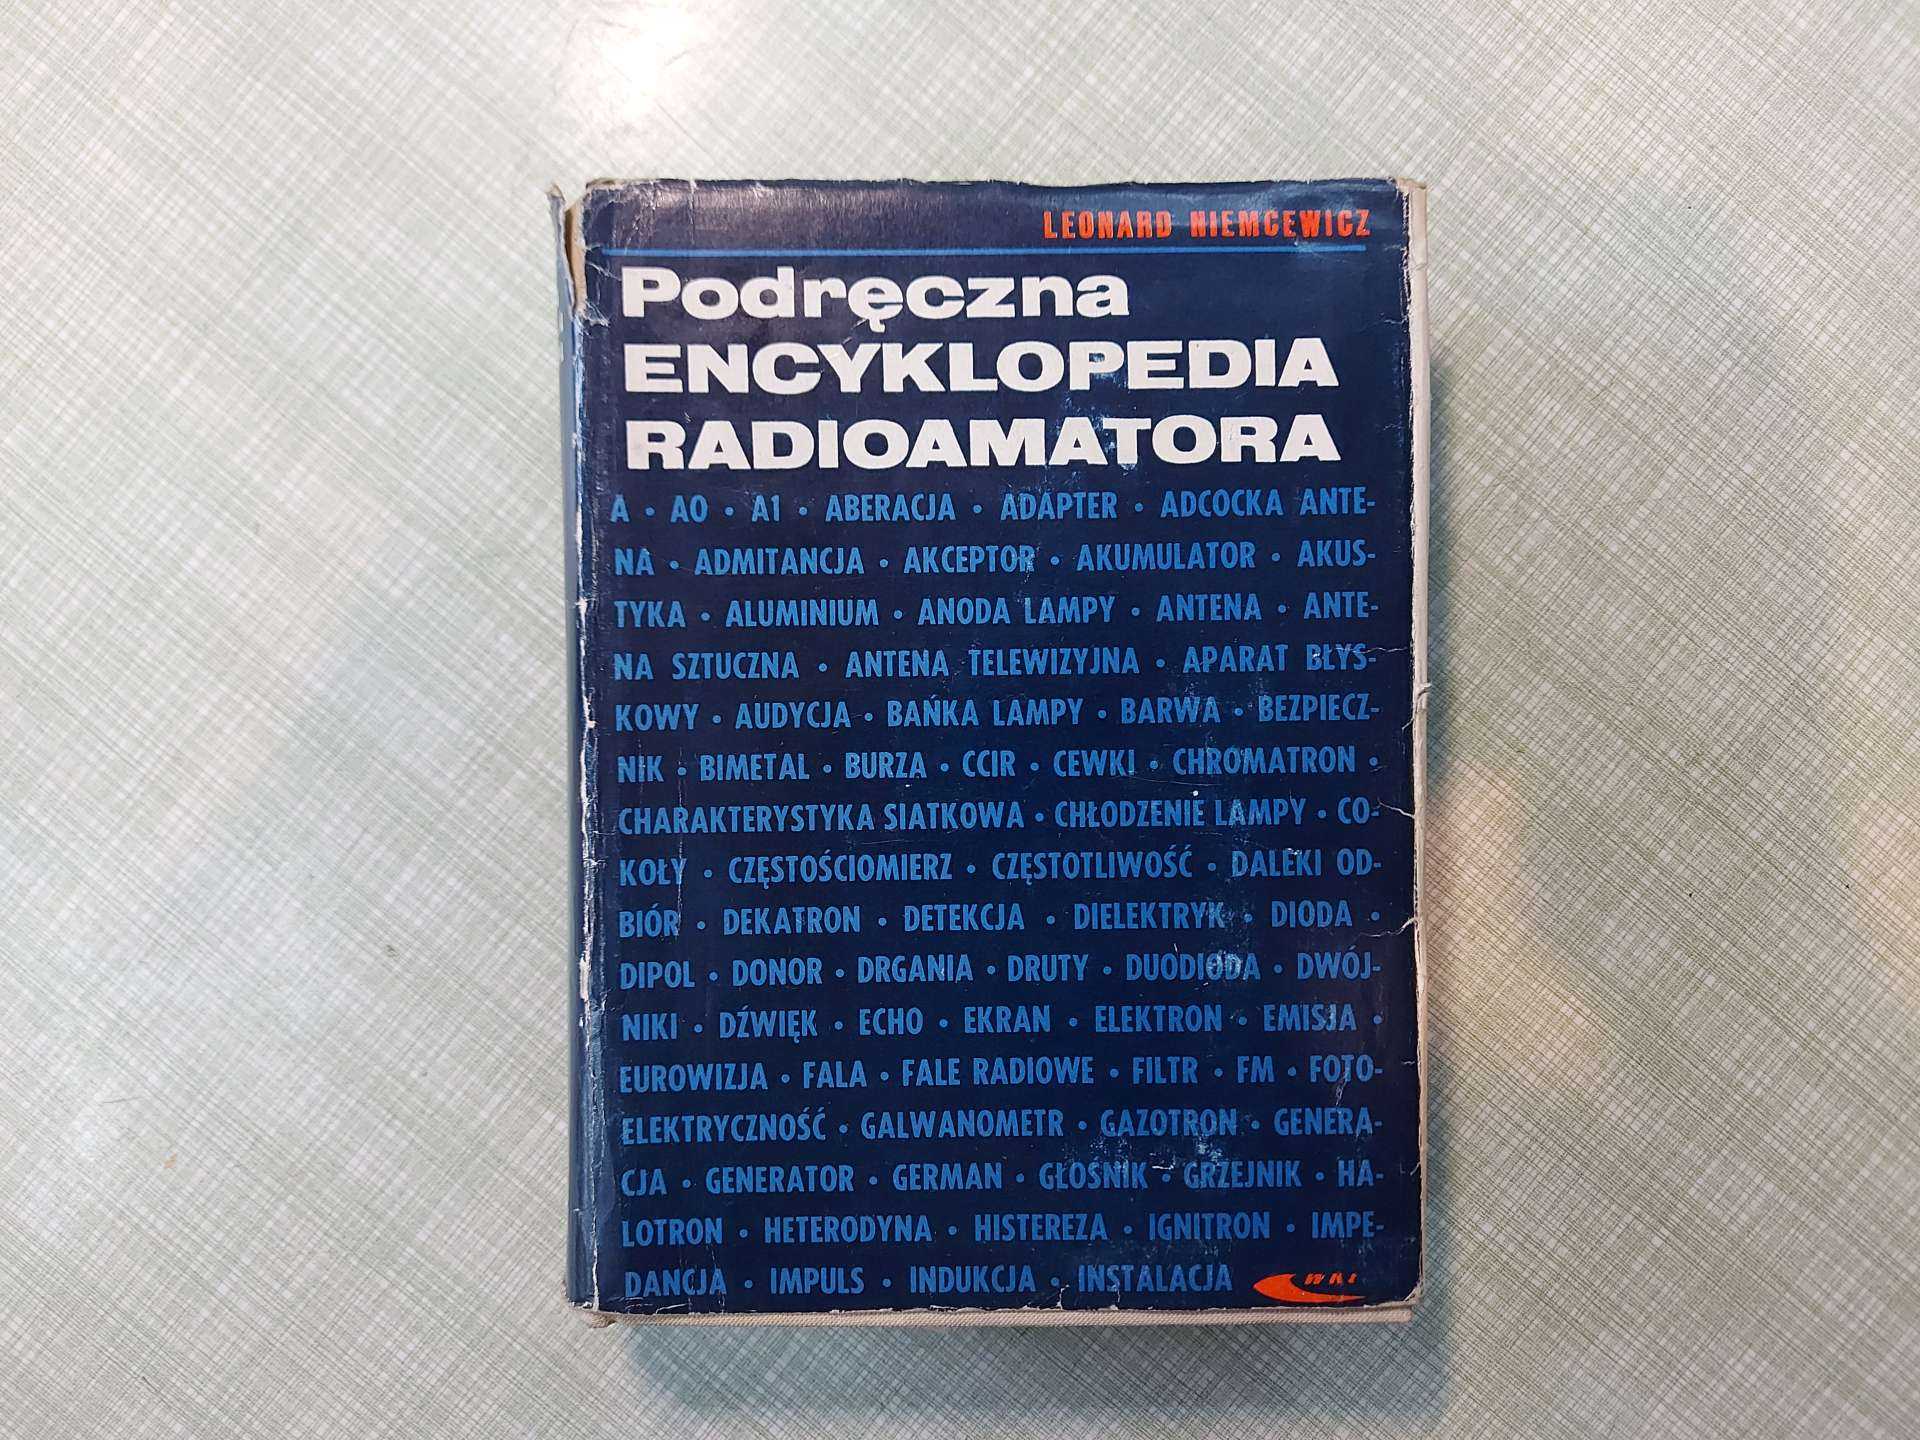 LEONARD NIEMCEWICZ
Podręczna
ENCYKLOPEDIA
RADIOAMATORA
A • A0 • A1 • ABERACJA • ADAPTER • ADCOCKA ANTE-
NA • ADMITANCJA • AKCEPTOR • AKUMULATOR • AKUS-
TYKA • ALUMINIUM • ANODA LAMPY • ANTENA • ANTE-
NA SZTUCZNA • ANTENA TELEWIZYJNA • APARAT BŁYS-
KOWY • AUDYCJA • BAŃKA LAMPY • BARWA • BEZPIECZ-
NIK • BIMETAL • BURZA • CCIR • CEWKI • CHROMATRON •
CHARAKTERYSTYKA SIATKOWA • CHŁODZENIE LAMPY • CO-
KOŁY • CZĘSTOŚCIOMIERZ • CZĘSTOTLIWOŚĆ • DALEKI OD-
BIÓR • DEKATRON • DETEKCJA • DIELEKTRYK • DIODA •
DIPOL • DONOR • DRGANIA • DRUTY • DUODIODA • DWÓJ-
NIKI • DŹWIĘK • ECHO • EKRAN • ELEKTRON • EMISJA •
EUROWIZJA • FALA • FALE RADIOWE • FILTR • FM • FOTO-
ELEKTRYCZNOŚĆ • GALWANOMETR • GAZOTRON • GENERA-
CJA • GENERATOR • GERMAN • GŁOŚNIK • GRZEJNIK • HA-
LOTRON • HETERODYNA • HISTEREZA • IGNITRON • IMPE-
DANCJA • IMPULS • INDUKCJA • INSTALACJA